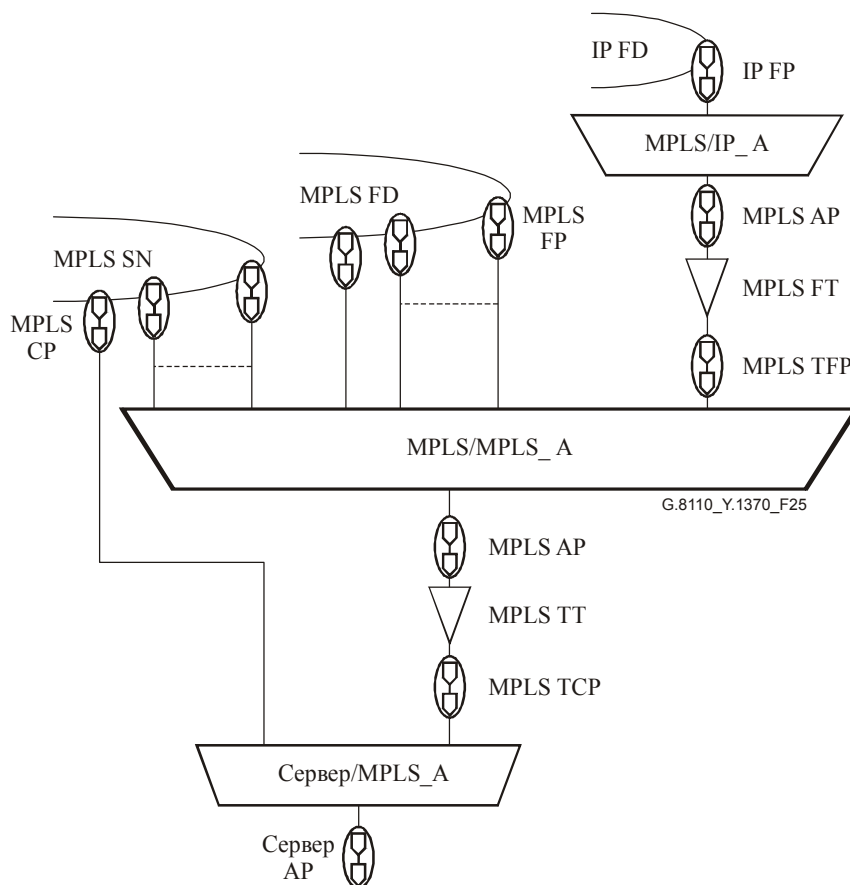 IP FD
IP FP
MPLS/IP_ A
MPLS FD
MPLS
FP
MPLS AP
MPLS SN
MPLS FT
MPLS
CP
MPLS TFP
MPLS/MPLS_ A
G.8110_Y.1370_F25
MPLS AP
MPLS TT
MPLS TCP
Сервер/MPLS_A
Сервер
AP